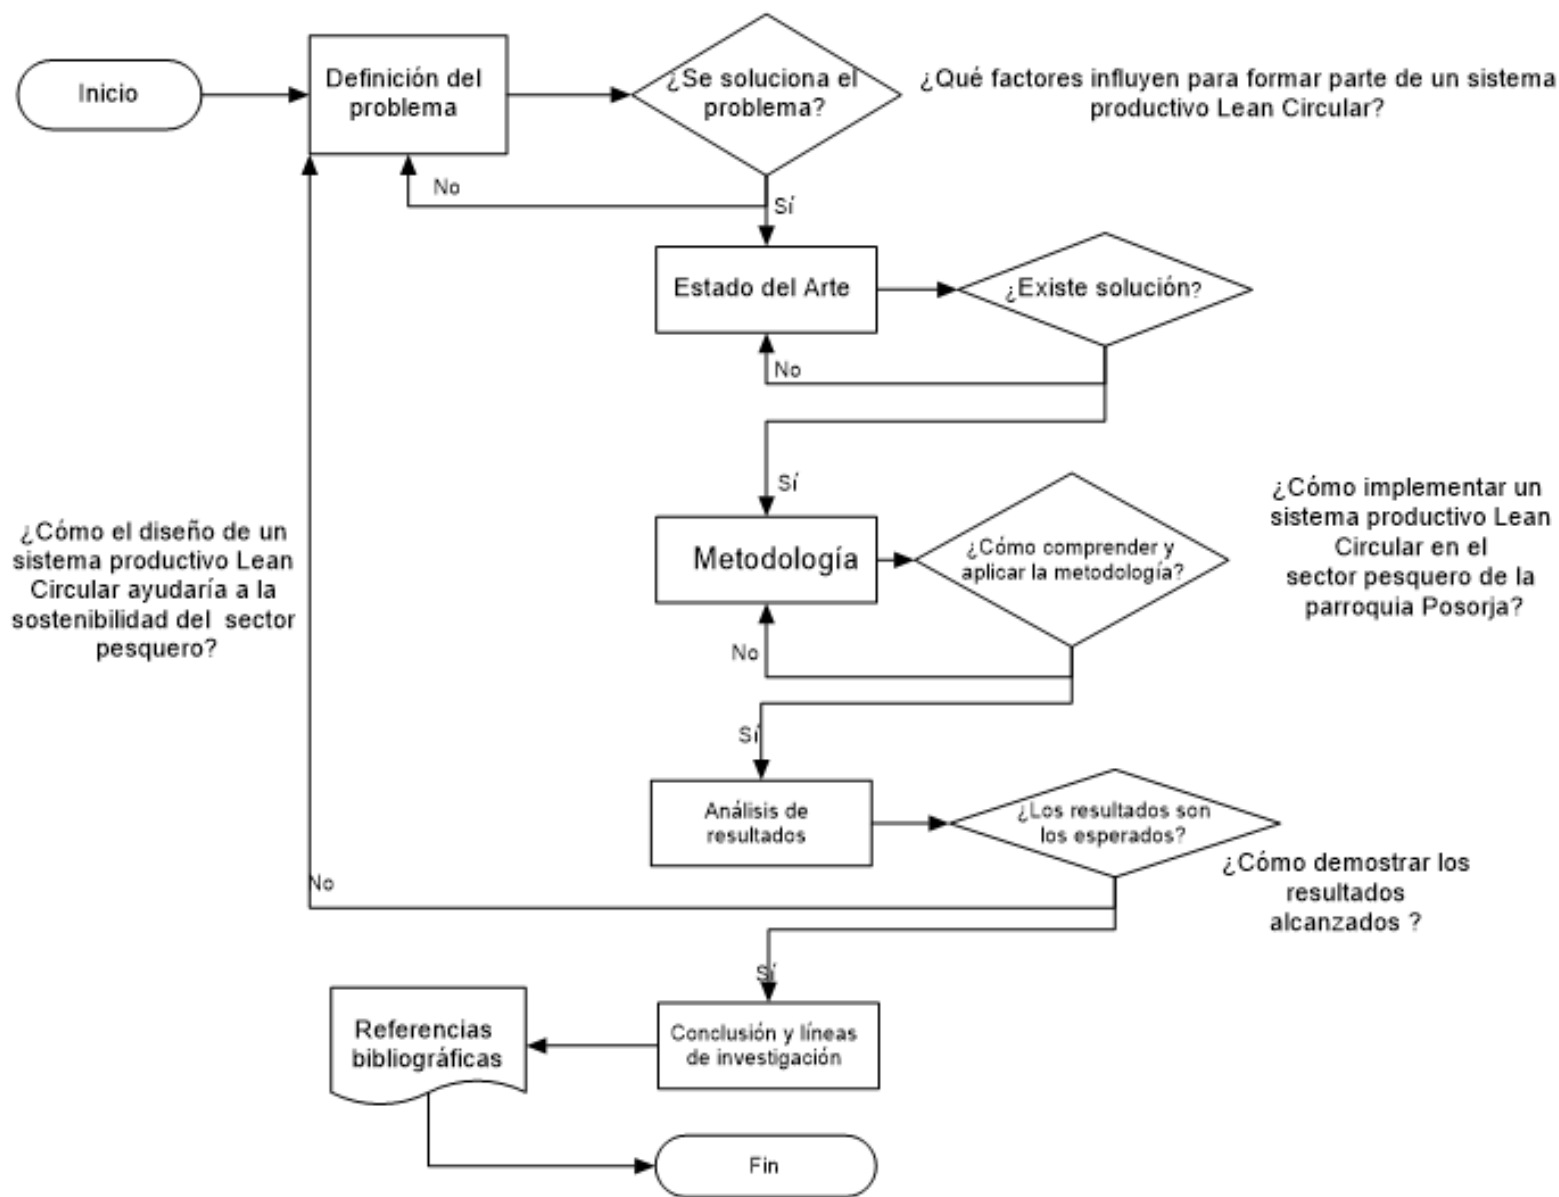 Inicio
Definición del
problema
¿Se soluciona el
problema?
¿Qué factores influyen para formar parte de un sistema
productivo Lean Circular?
No
Sí
Estado del Arte
¿Existe solución?
No
Sí
Metodología
¿Cómo comprender y
aplicar la metodología?
¿Cómo implementar un
sistema productivo Lean
Circular en el
sector pesquero de la
parroquia Posorja?
¿Cómo el diseño de un
sistema productivo Lean
Circular ayudaría a la
sostenibilidad del sector
pesquero?
No
Sí
Análisis de
resultados
¿Los resultados son
los esperados?
¿Cómo demostrar los
resultados
alcanzados ?
No
Sí
Referencias
bibliográficas
Conclusión y líneas
de investigación
Fin